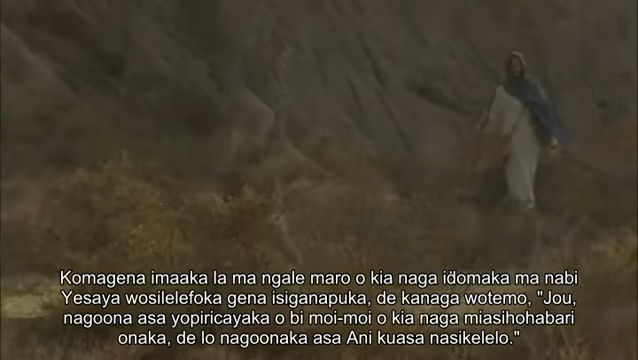 Komagena imaaka la ma ngale maro o kia naga idomaka ma nabi
Yesaya wosilelefoka gena isiganapuka, de kanaga wotemo, "Jou,
nagoona asa yopiricayaka o bi moi-moi o kia naga miasihohabari
onaka, de lo nagoonaka asa Ani kuasa nasikelelo."